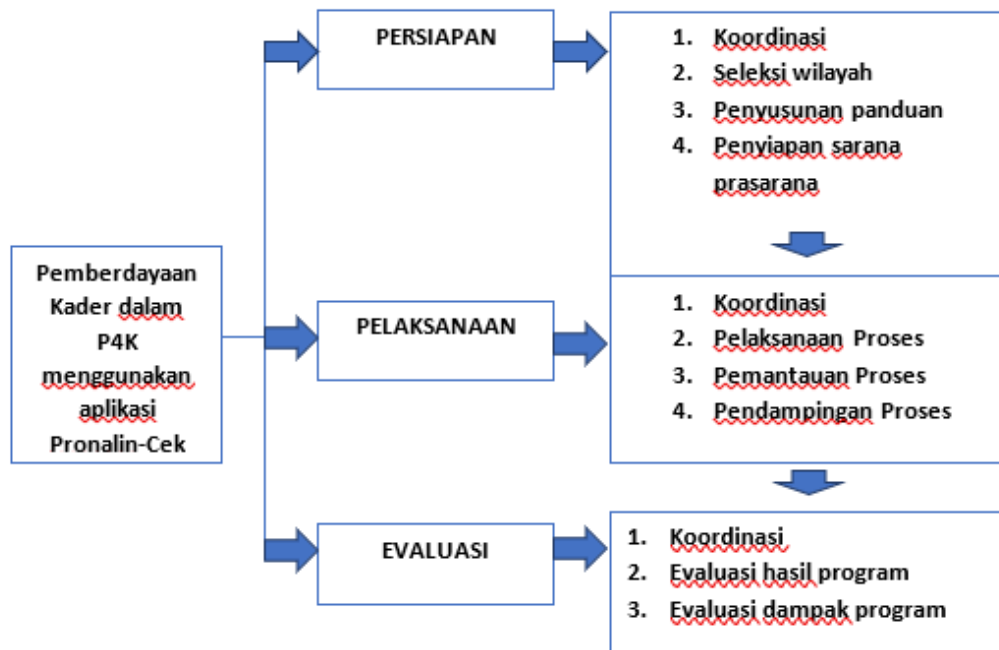 Pemberdayaan
Kader dalam
P4K
menggunakan
aplikasi
Pronalin-Cek
PERSIAPAN
1. Koordinasi
2. Seleksi wilayah
3. Penyusunan panduan
4. Penyiapan sarana
prasarana
PELAKSANAAN
1. Koordinasi
2. Pelaksanaan Proses
3. Pemantauan Proses
4. Pendampingan Proses
EVALUASI
1. Koordinasi
2. Evaluasi hasil program
3. Evaluasi dampak program